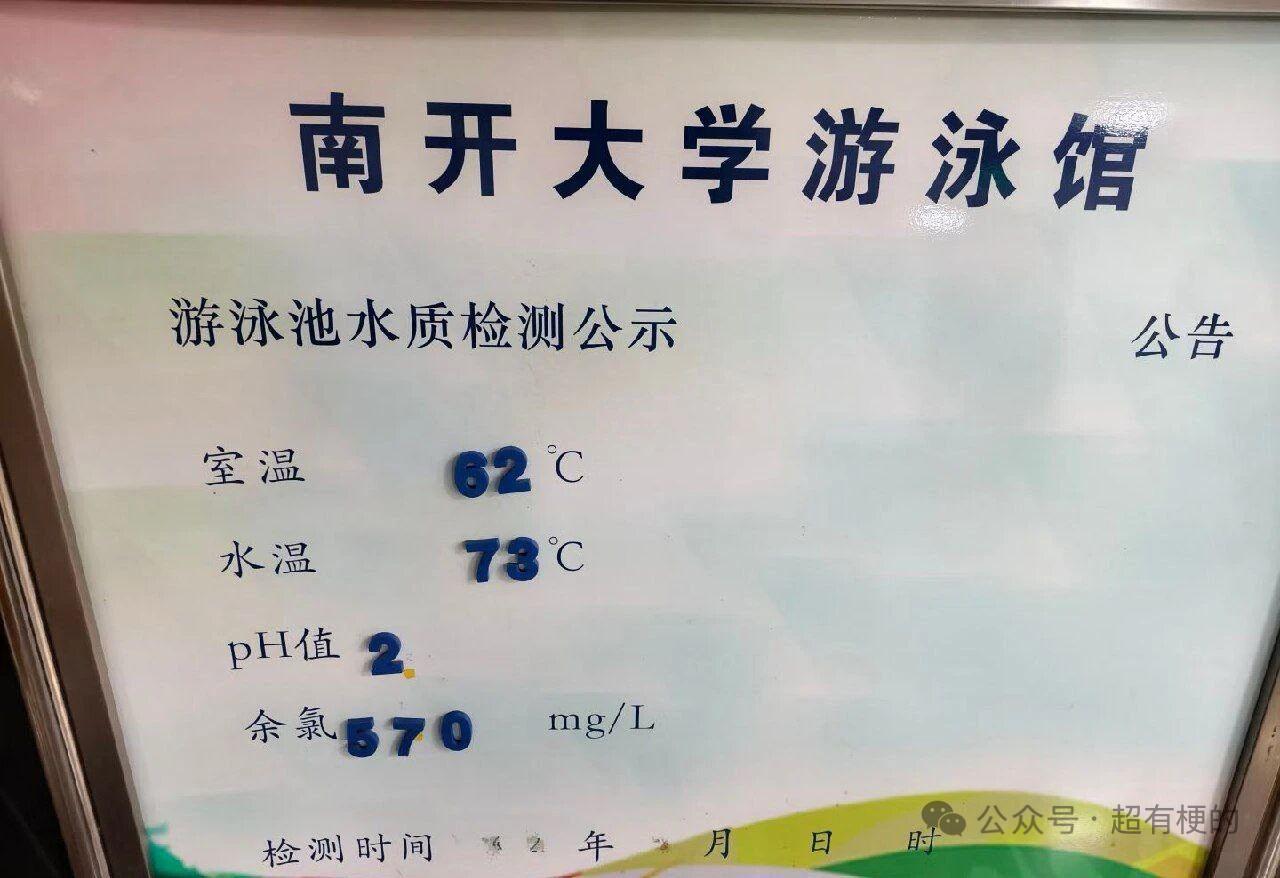 南开大学游泳馆
游泳池水质检测公示 公告
室温 62 ℃
水温 73 ℃
pH值 2.
余氯 570 mg/L
检测时间 年 月 日 时
公众号·超有梗的